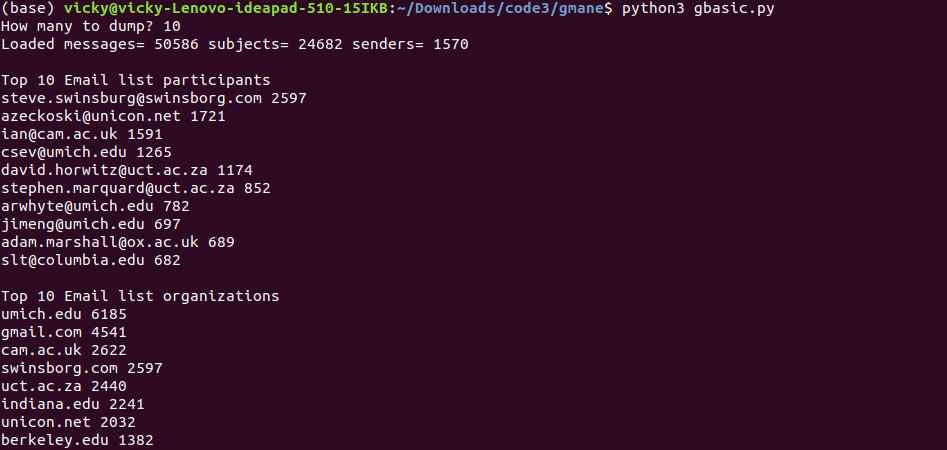 (base) vicky@vicky-Lenovo-ideapad-510-15IKB:~/Downloads/code3/gmane$ python3 gbasic.py
How many to dump? 10
Loaded messages= 50586 subjects= 24682 senders= 1570
Top 10 Email list participants
steve.swinsburg@swinsborg.com 2597
azeckoski@unicon.net 1721
ian@cam.ac.uk 1591
csev@umich.edu 1265
david.horwitz@uct.ac.za 1174
stephen.marquard@uct.ac.za 852
arwhyte@umich.edu 782
jimeng@umich.edu 697
adam.marshall@ox.ac.uk 689
slt@columbia.edu 682
Top 10 Email list organizations
umich.edu 6185
gmail.com 4541
cam.ac.uk 2622
swinsborg.com 2597
uct.ac.za 2440
indiana.edu 2241
unicon.net 2032
berkeley.edu 1382